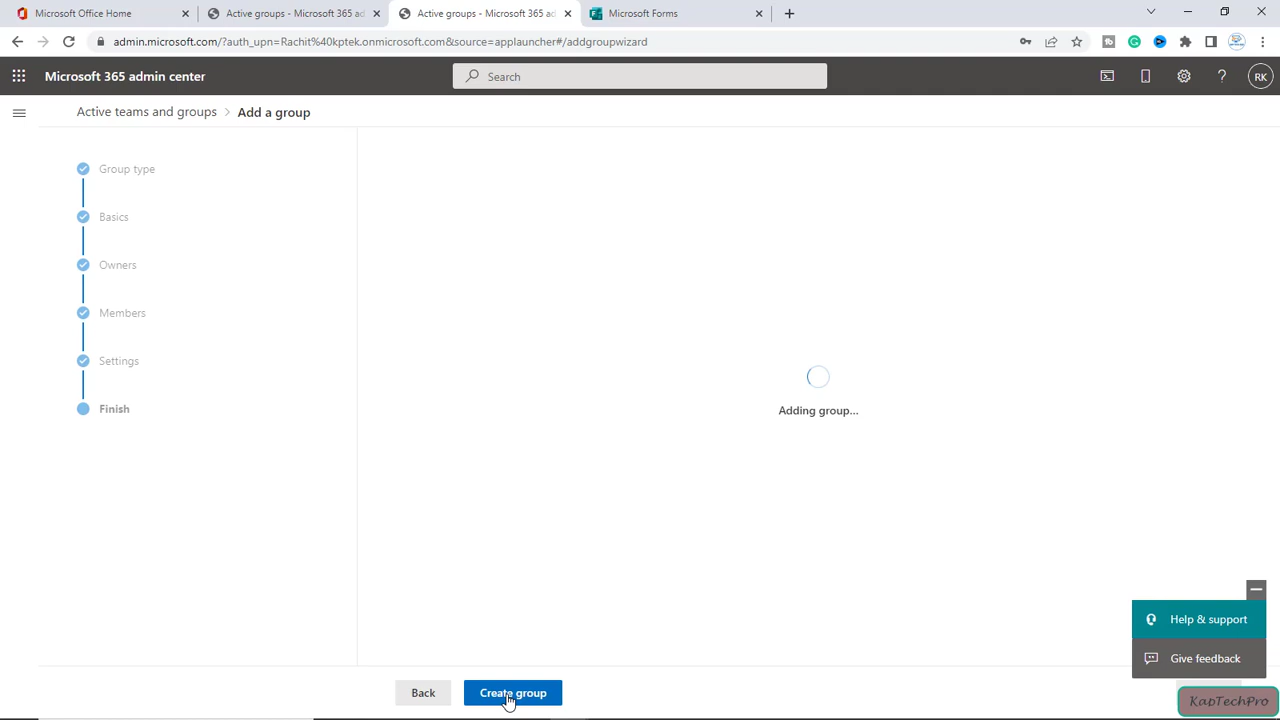 Microsoft Office Home
Active groups - Microsoft 365 ad
Active groups - Microsoft 365 ad
Microsoft Forms
admin.microsoft.com/?auth_upn=Rachit%40kptek.onmicrosoft.com&source=applauncher#/addgroupwizard
Microsoft 365 admin center
Search
RK
Active teams and groups > Add a group
Group type
Basics
Owners
Members
Settings
Finish
Adding group...
Help & support
Give feedback
Back
Create group
KapTechPro